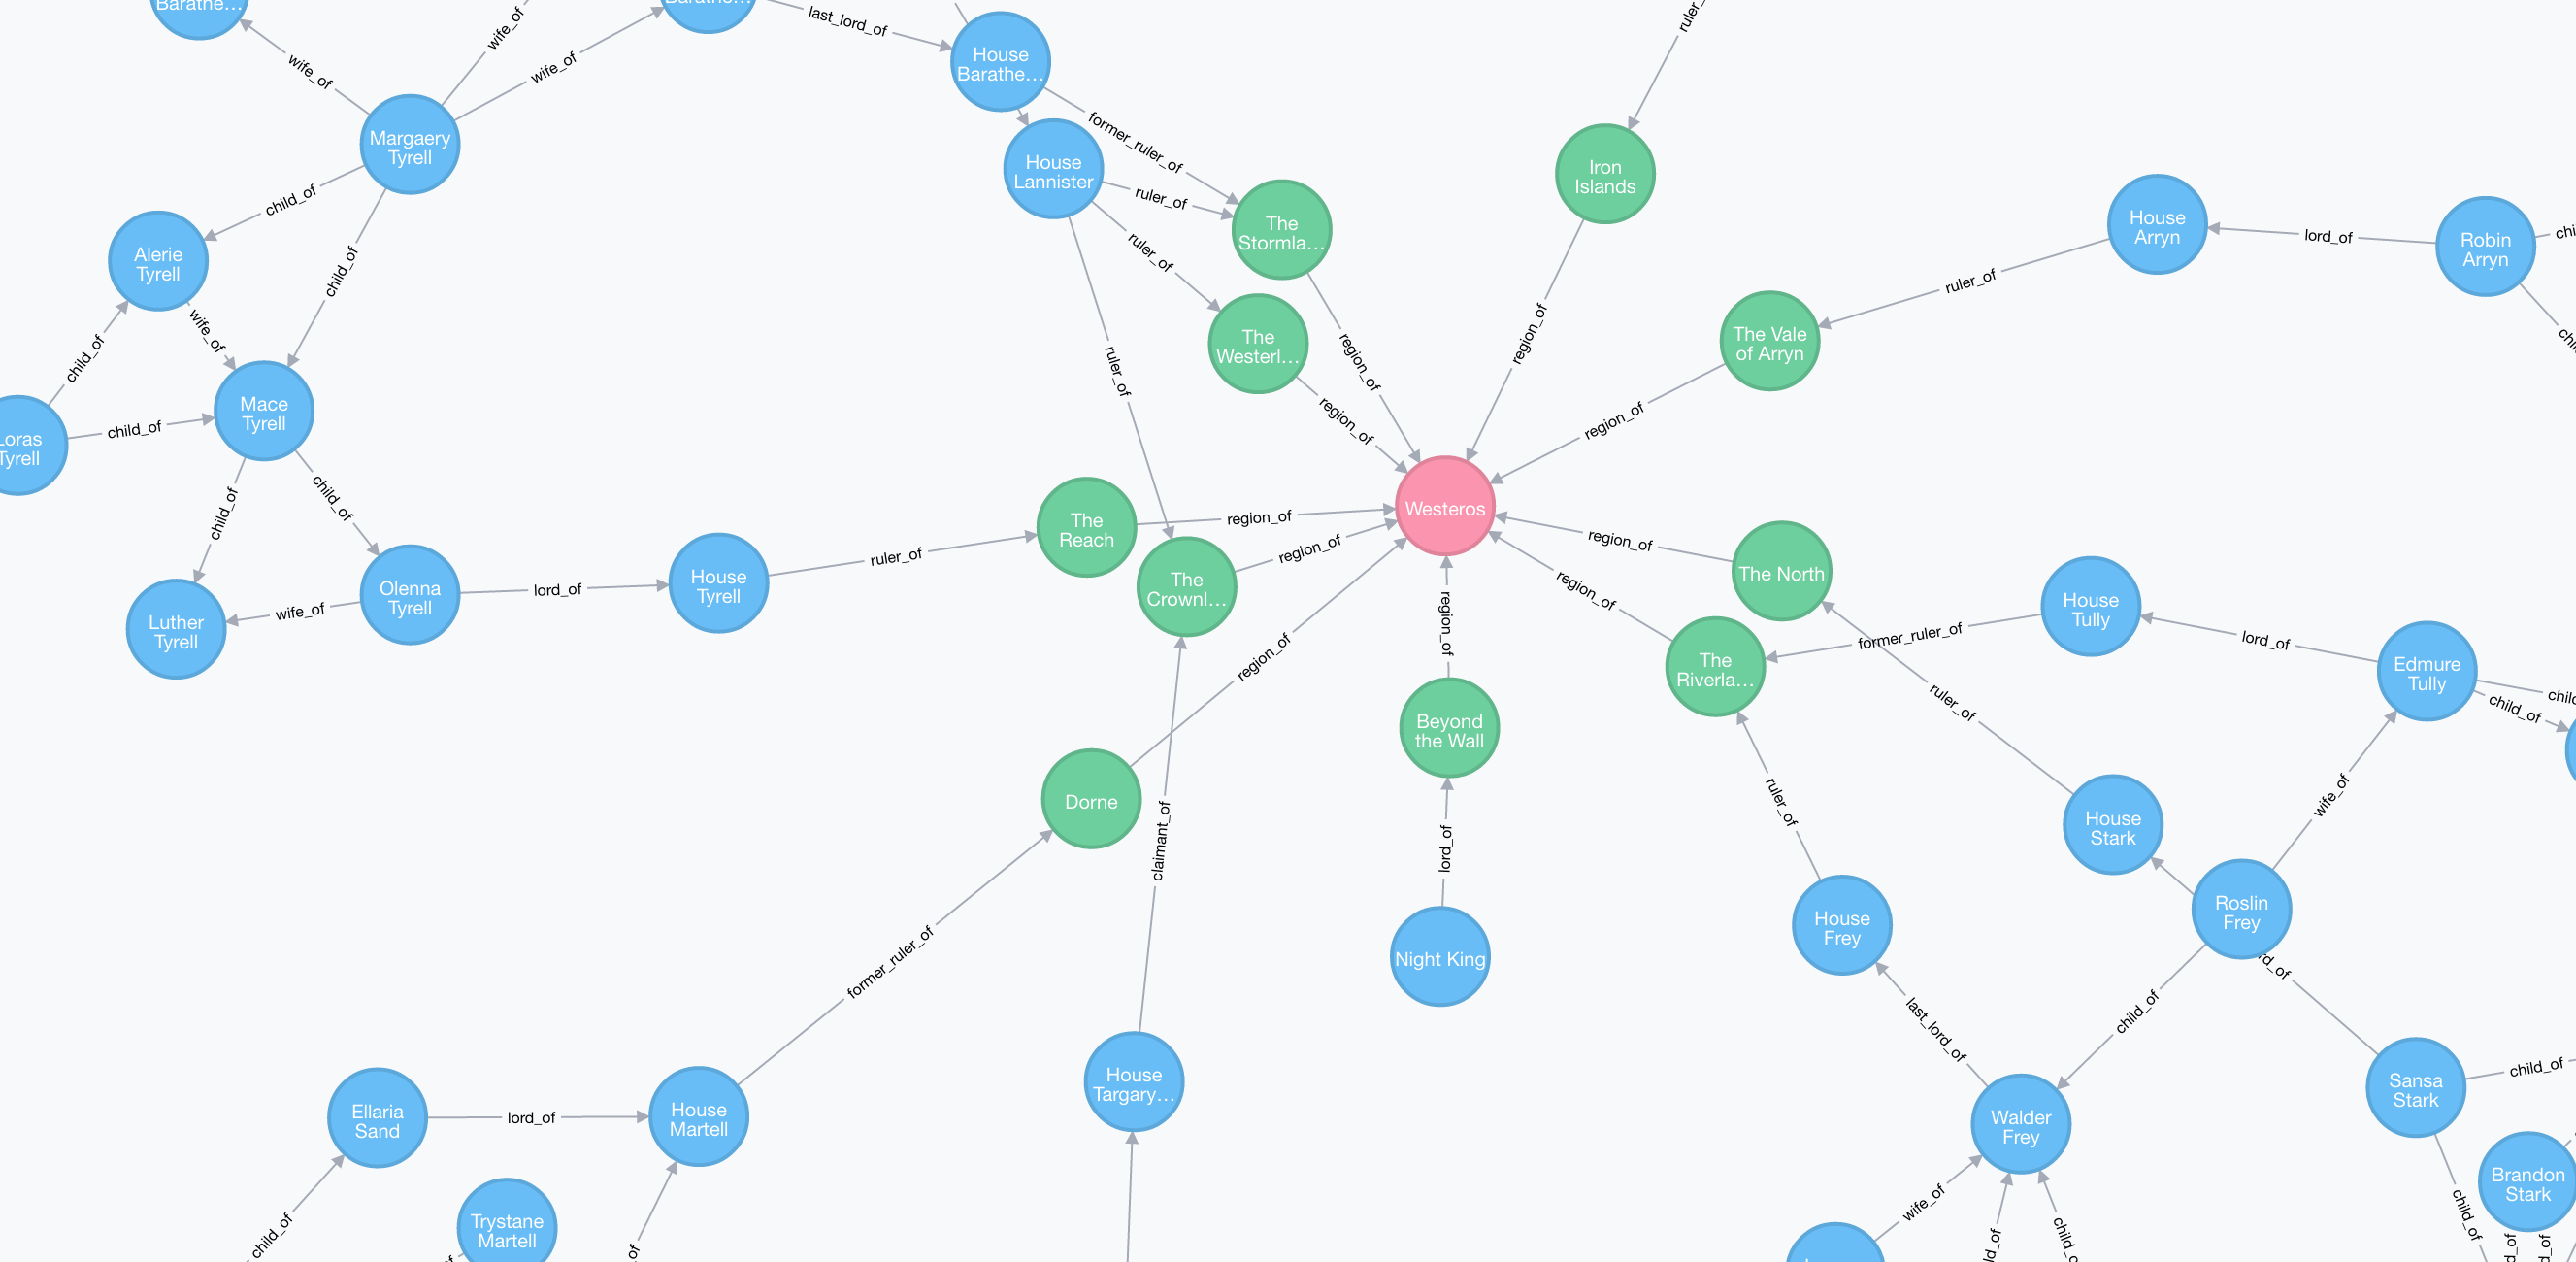 Barathe…
wife_of
wife_of
wife_of
Barathe…
last_lord_of
House
Barathe…
ruler_
Margaery
Tyrell
House
Lannister
former_ruler_of
ruler_of
ruler_of
ruler_of
The
Stormla…
Iron
Islands
House
Arryn
lord_of
Robin
Arryn
child_of
Alerie
Tyrell
child_of
wife_of
child_of
The
Westerl…
region_of
region_of
region_of
The Vale
of Arryn
ruler_of
region_of
Loras
Tyrell
child_of
Mace
Tyrell
child_of
child_of
The
Reach
region_of
Westeros
region_of
The North
region_of
Luther
Tyrell
wife_of
Olenna
Tyrell
lord_of
House
Tyrell
ruler_of
The
Crownl…
region_of
region_of
region_of
The
Riverla…
former_ruler_of
House
Tully
lord_of
Edmure
Tully
child_of
ruler_of
Beyond
the Wall
Dorne
claimant_of
lord_of
ruler_of
wife_of
House
Stark
House
Frey
Roslin
Frey
former_ruler_of
Night King
last_lord_of
child_of
Ellaria
Sand
lord_of
House
Martell
House
Targary…
Walder
Frey
Sansa
Stark
child_of
Brandon
Stark
child_of
Trystane
Martell
wife_of
child_of